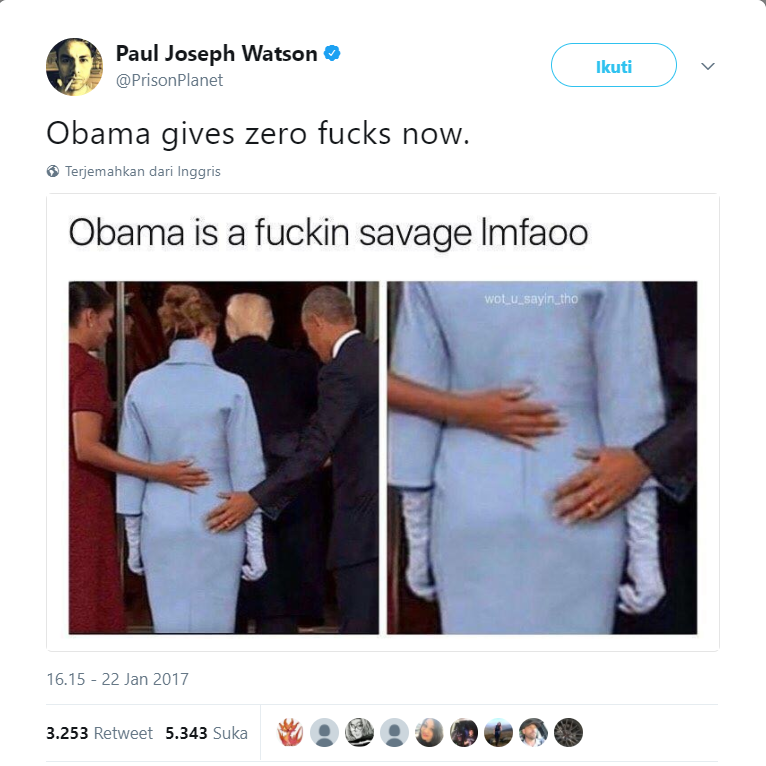 Paul Joseph Watson
@PrisonPlanet
Ikuti
Obama gives zero fucks now.
Terjemahkan dari Inggris
Obama is a fuckin savage lmfaoo
wot_u_sayin_tho
16.15 - 22 Jan 2017
3.253 Retweet 5.343 Suka